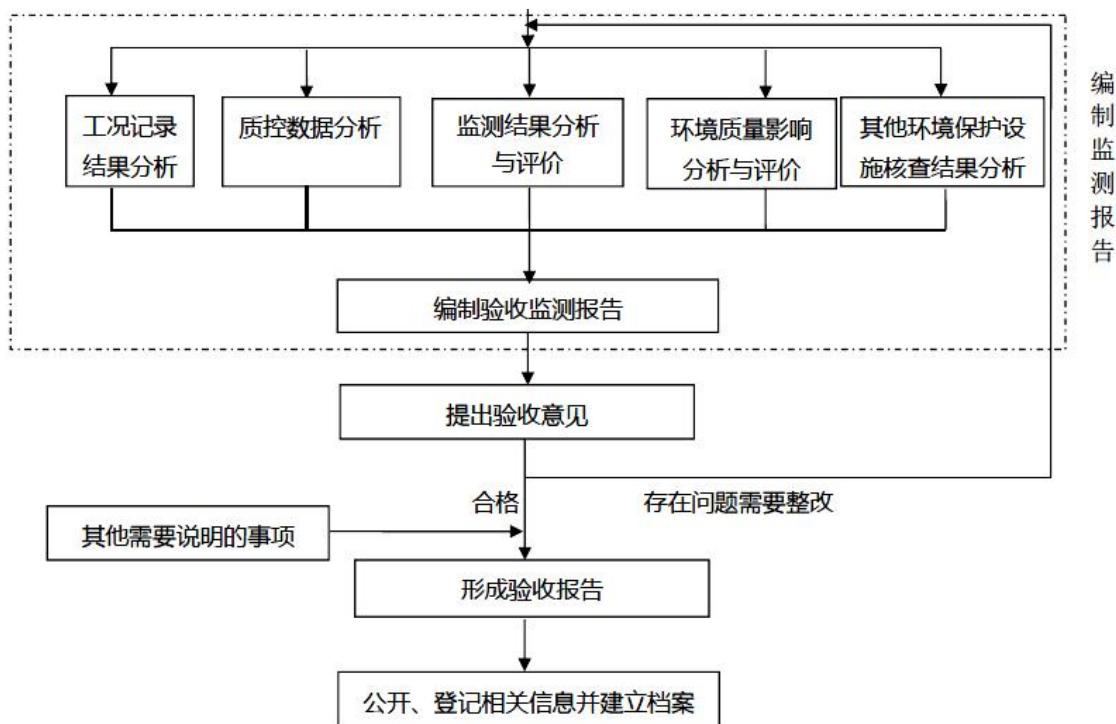 工况记录
结果分析
质控数据分析
监测结果分析
与评价
环境质量影响
分析与评价
其他环境保护设
施核查结果分析
编制监测报告
编制验收监测报告
提出验收意见
合格
存在问题需要整改
其他需要说明的事项
形成验收报告
公开、登记相关信息并建立档案